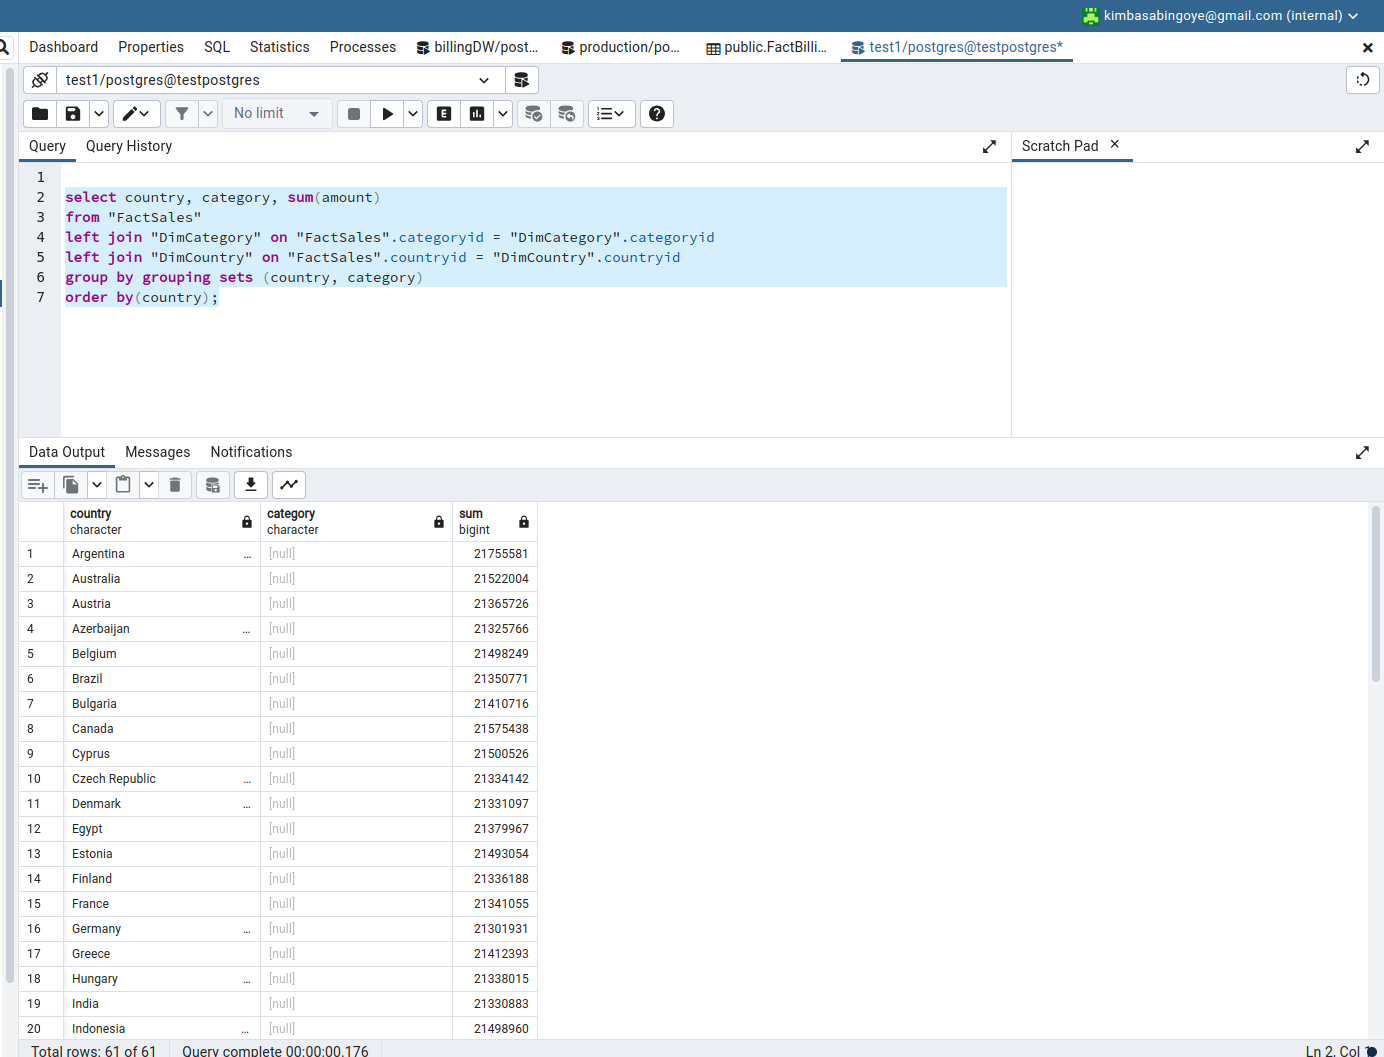 kimbasabingoye@gmail.com (internal)
Dashboard Properties SQL Statistics Processes billingDW/post... production/po... public.FactBilli... test1/postgres@testpostgres*
test1/postgres@testpostgres
No limit
Query Query History Scratch Pad
1
2 select country, category, sum(amount)
3 from "FactSales"
4 left join "DimCategory" on "FactSales".categoryid = "DimCategory".categoryid
5 left join "DimCountry" on "FactSales".countryid = "DimCountry".countryid
6 group by grouping sets (country, category)
7 order by(country);
Data Output Messages Notifications
country category sum
character character bigint
1 Argentina ... [null] 21755581
2 Australia [null] 21522004
3 Austria [null] 21365726
4 Azerbaijan ... [null] 21325766
5 Belgium [null] 21498249
6 Brazil [null] 21350771
7 Bulgaria [null] 21410716
8 Canada [null] 21575438
9 Cyprus [null] 21500526
10 Czech Republic ... [null] 21334142
11 Denmark ... [null] 21331097
12 Egypt [null] 21379967
13 Estonia [null] 21493054
14 Finland [null] 21336188
15 France [null] 21341055
16 Germany ... [null] 21301931
17 Greece [null] 21412393
18 Hungary ... [null] 21338015
19 India [null] 21330883
20 Indonesia ... [null] 21498960
Total rows: 61 of 61 Query complete 00:00:00.176 Ln 2, Col